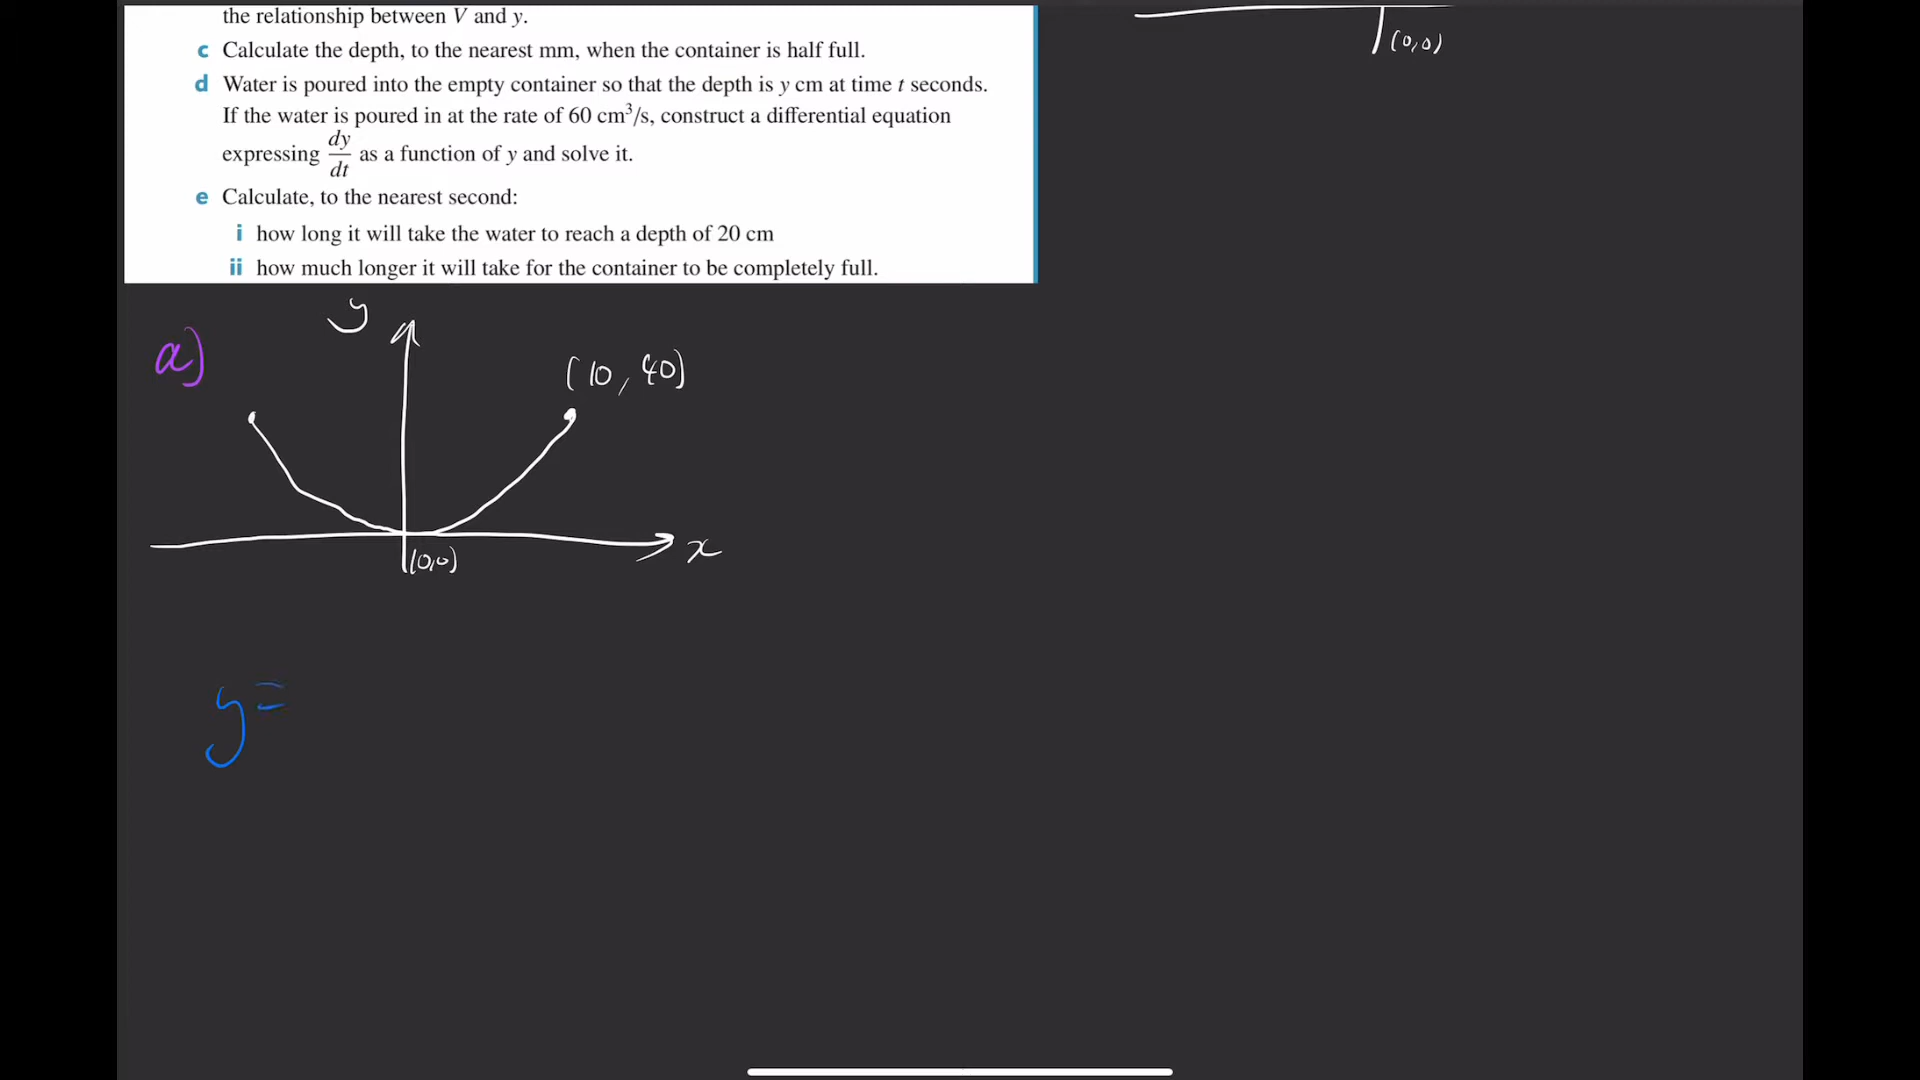 the relationship between V and y.
c Calculate the depth, to the nearest mm, when the container is half full.
d Water is poured into the empty container so that the depth is y cm at time t seconds.
If the water is poured in at the rate of 60 cm³/s, construct a differential equation
expressing dy/dt as a function of y and solve it.
e Calculate, to the nearest second:
i how long it will take the water to reach a depth of 20 cm
ii how much longer it will take for the container to be completely full.
(0,0)
a)
y
(10, 40)
(0,0)
x
y=